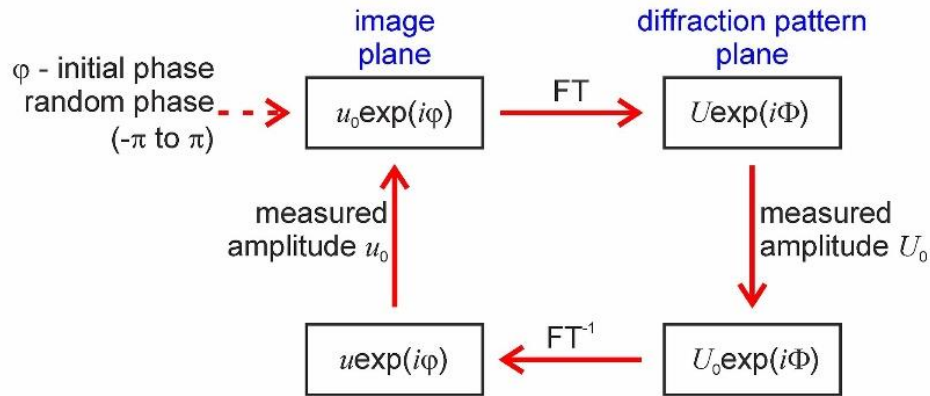 image
plane
diffraction pattern
plane
φ - initial phase
random phase
(-π to π)
u₀exp(iφ)
FT
Uexp(iΦ)
measured
amplitude u₀
measured
amplitude U₀
uexp(iφ)
FT⁻¹
U₀exp(iΦ)